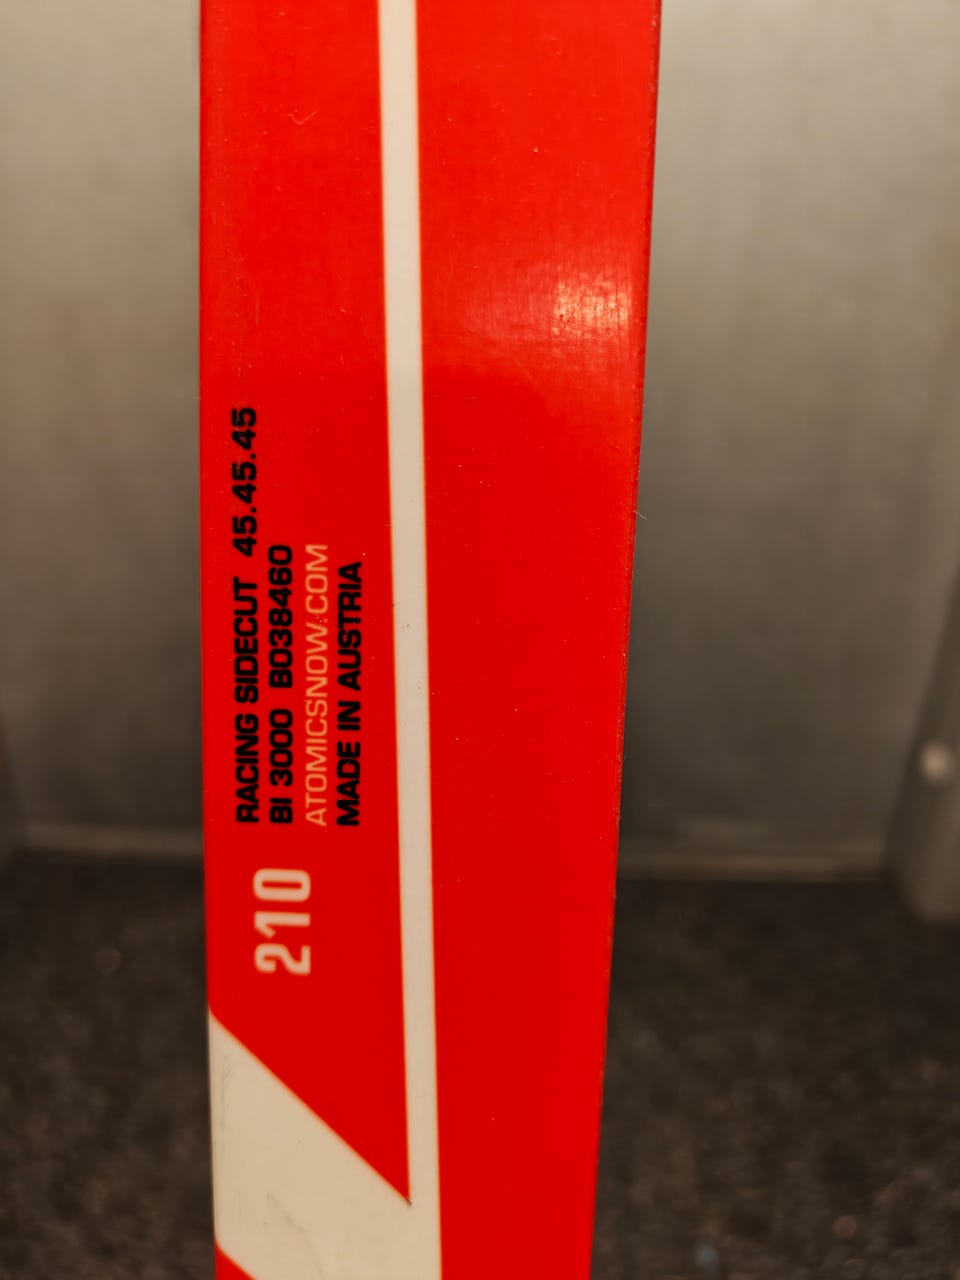 RACING SIDECUT 45.45.45
BI 3000 B038460
ATOMICSNOW.COM
MADE IN AUSTRIA
210